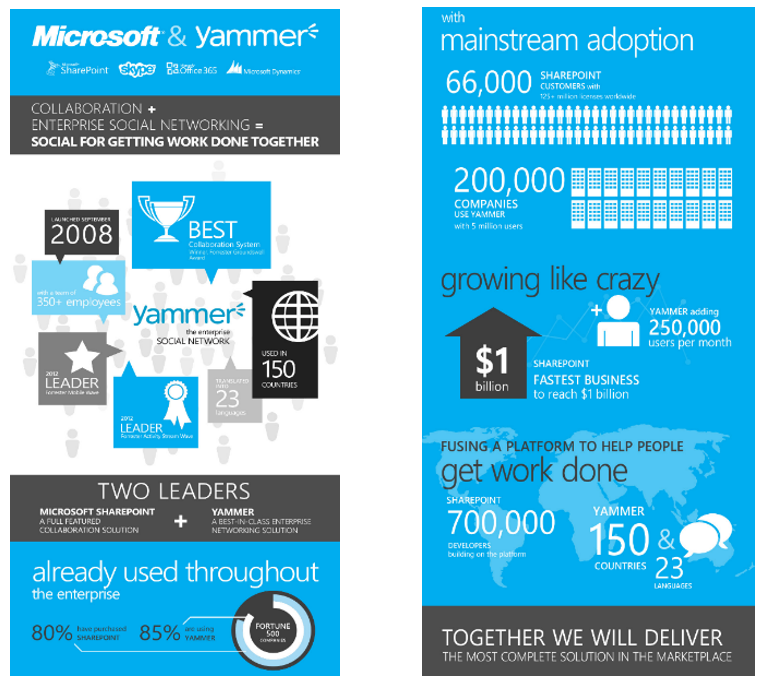 Microsoft & yammer
Microsoft SharePoint skype Office 365 Microsoft Dynamics
COLLABORATION +
ENTERPRISE SOCIAL NETWORKING =
SOCIAL FOR GETTING WORK DONE TOGETHER
LAUNCHED SEPTEMBER
2008
BEST
Collaboration System
Winner, Forrester Groundswell
Award
with a team of
350+ employees
yammer
the enterprise
SOCIAL NETWORK
USED IN
150
COUNTRIES
2012
LEADER
Forrester Mobile Wave
2012
LEADER
Forrester Activity Stream Wave
TRANSLATED
INTO
23
languages
TWO LEADERS
MICROSOFT SHAREPOINT
A FULL FEATURED
COLLABORATION SOLUTION
+
YAMMER
A BEST-IN-CLASS ENTERPRISE
NETWORKING SOLUTION
already used throughout
the enterprise
80% have purchased
SHAREPOINT
85% are using
YAMMER
FORTUNE
500
COMPANIES
with
mainstream adoption
66,000 SHAREPOINT
CUSTOMERS with
125+ million licenses worldwide
200,000
COMPANIES
USE YAMMER
with 5 million users
growing like crazy
+
YAMMER adding
250,000
users per month
$1
billion
SHAREPOINT
FASTEST BUSINESS
to reach $1 billion
FUSING A PLATFORM TO HELP PEOPLE
get work done
SHAREPOINT
700,000
DEVELOPERS
building on the platform
YAMMER
150 &
COUNTRIES
23
LANGUAGES
TOGETHER WE WILL DELIVER
THE MOST COMPLETE SOLUTION IN THE MARKETPLACE